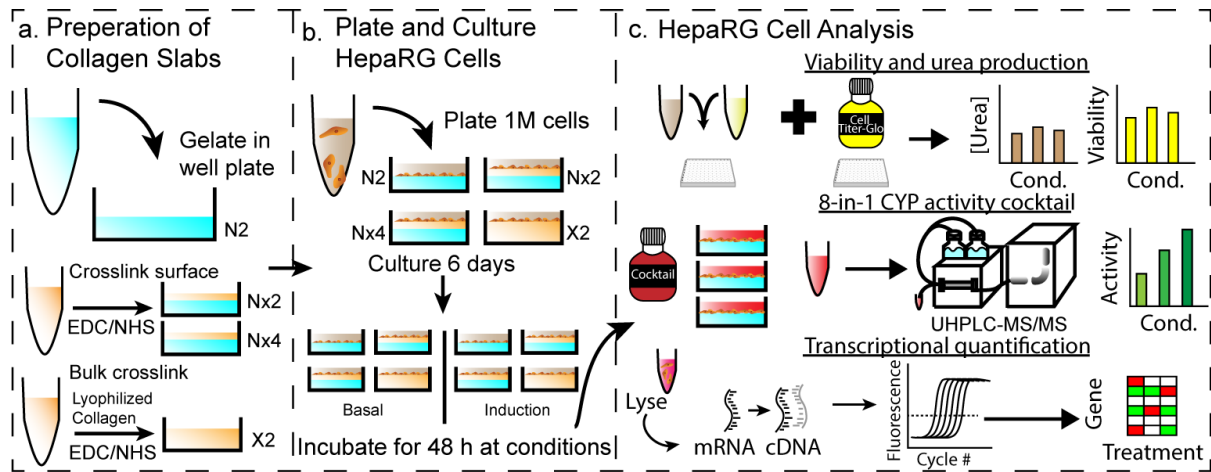 a. Preparation of
Collagen Slabs
Gelate in
well plate
N2
Crosslink surface
EDC/NHS
Nx2
Nx4
Bulk crosslink
Lyophilized
Collagen
EDC/NHS
X2
b. Plate and Culture
HepaRG Cells
Plate 1M cells
N2
Nx2
Nx4
X2
Culture 6 days
Basal
Induction
Incubate for 48 h at conditions
c. HepaRG Cell Analysis
Viability and urea production
Cell
Titer-Glo
[Urea]
Cond.
Viability
Cond.
8-in-1 CYP activity cocktail
Cocktail
UHPLC-MS/MS
Activity
Cond.
Transcriptional quantification
Lyse
mRNA
cDNA
Fluorescence
Cycle #
Gene
Treatment